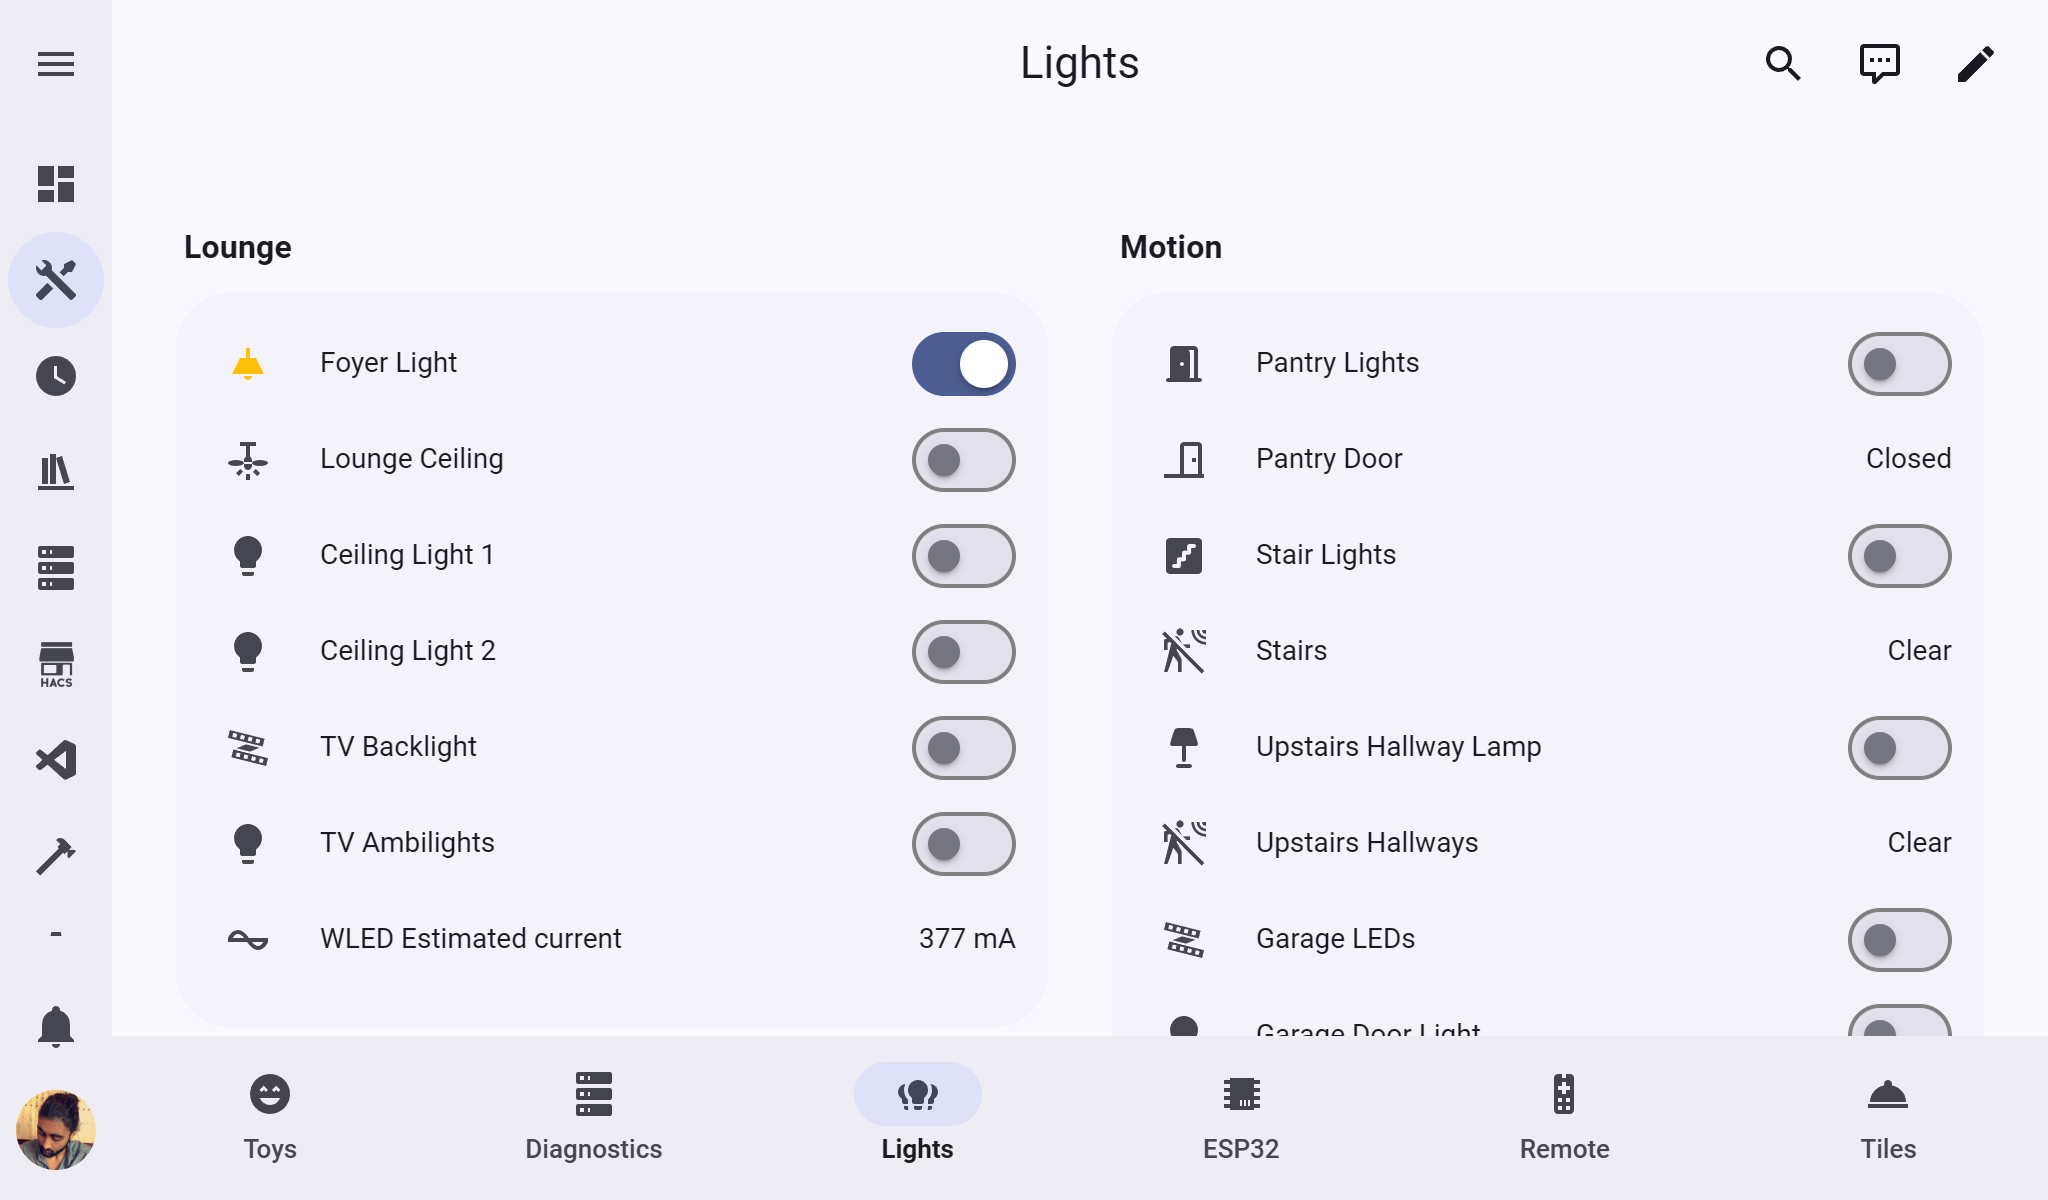 Lights
HACS
Lounge
Foyer Light
Lounge Ceiling
Ceiling Light 1
Ceiling Light 2
TV Backlight
TV Ambilights
WLED Estimated current 377 mA
Motion
Pantry Lights
Pantry Door Closed
Stair Lights
Stairs Clear
Upstairs Hallway Lamp
Upstairs Hallways Clear
Garage LEDs
Garage Door Light
Toys
Diagnostics
Lights
ESP32
Remote
Tiles